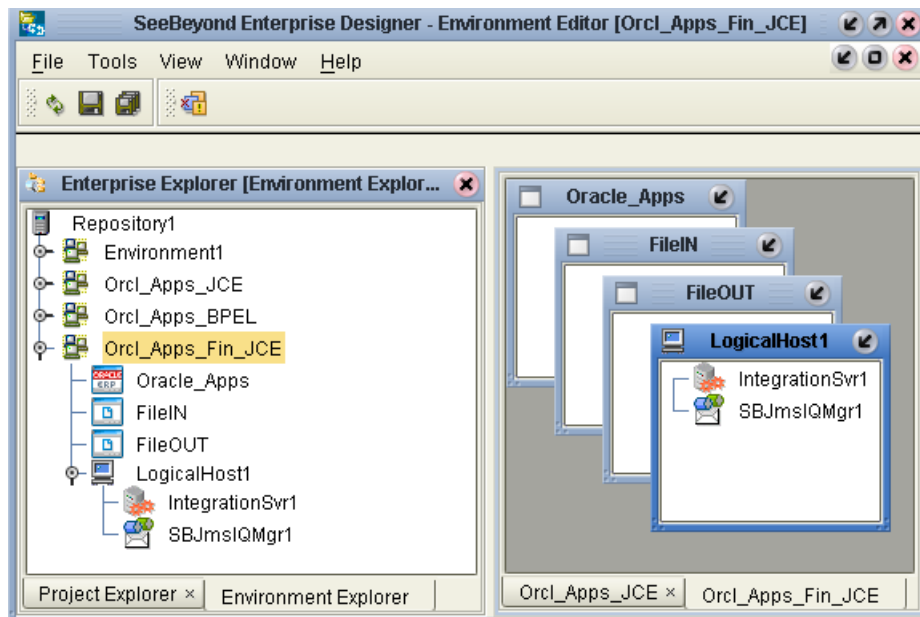 SeeBeyond Enterprise Designer - Environment Editor [Orcl_Apps_Fin_JCE]
File Tools View Window Help
Enterprise Explorer [Environment Explor...
Repository1
Environment1
Orcl_Apps_JCE
Orcl_Apps_BPEL
Orcl_Apps_Fin_JCE
ORACLE
ERP
Oracle_Apps
FileIN
FileOUT
LogicalHost1
IntegrationSvr1
SBJmsIQMgr1
Project Explorer × Environment Explorer
Oracle_Apps
FileIN
FileOUT
LogicalHost1
IntegrationSvr1
SBJmsIQMgr1
Orcl_Apps_JCE × Orcl_Apps_Fin_JCE